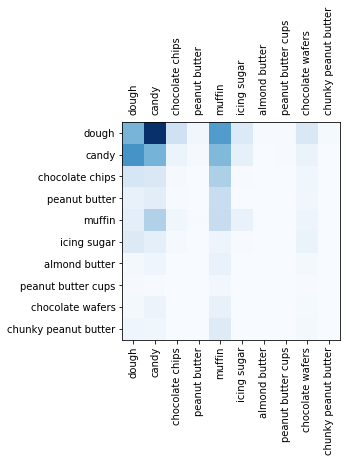 dough
candy
chocolate chips
peanut butter
muffin
icing sugar
almond butter
peanut butter cups
chocolate wafers
chunky peanut butter
dough
candy
chocolate chips
peanut butter
muffin
icing sugar
almond butter
peanut butter cups
chocolate wafers
chunky peanut butter
dough
candy
chocolate chips
peanut butter
muffin
icing sugar
almond butter
peanut butter cups
chocolate wafers
chunky peanut butter